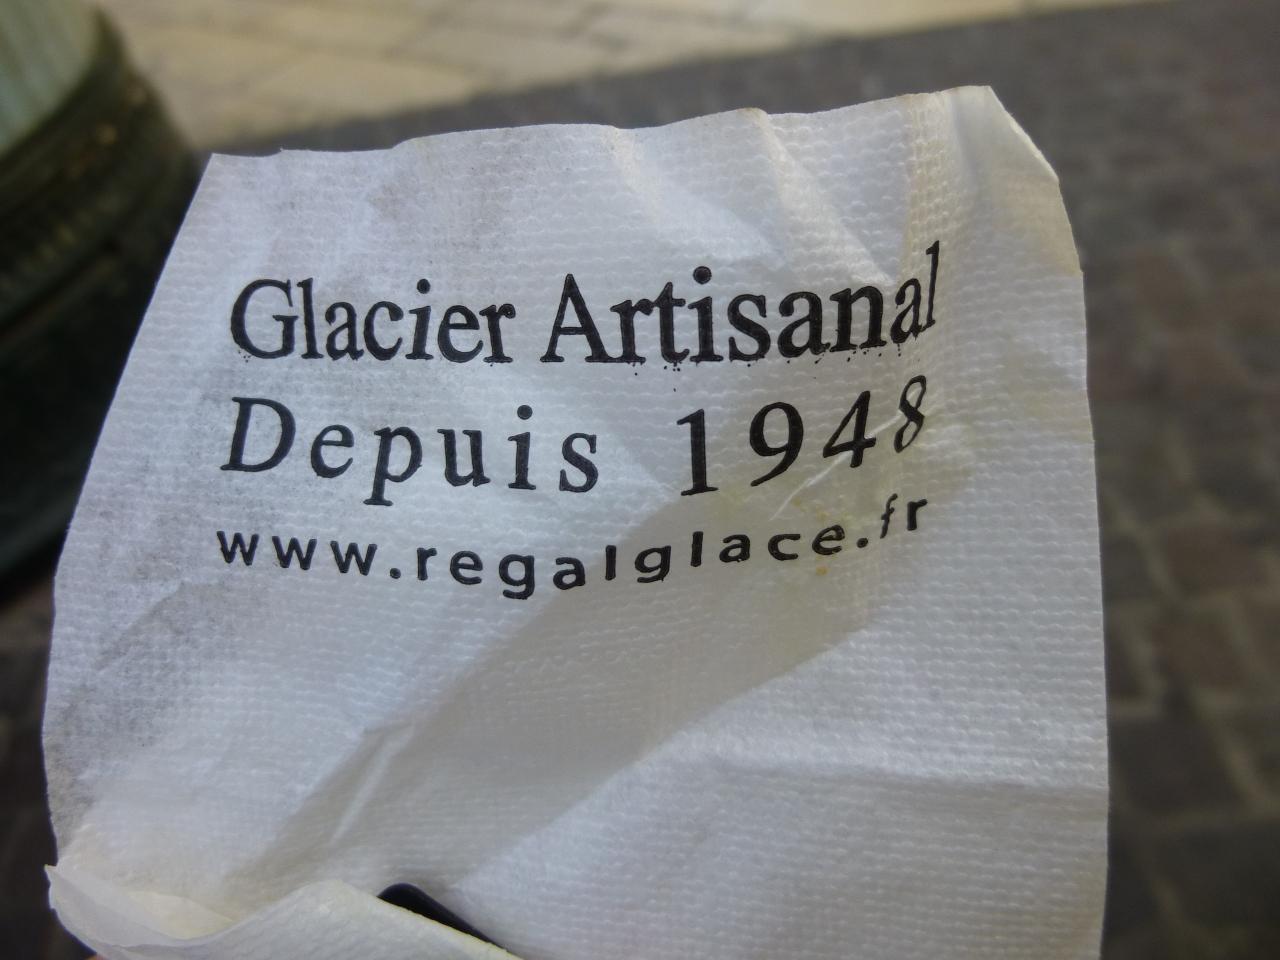 Glacier Artisanal
Depuis 1948
www.regalglace.fr